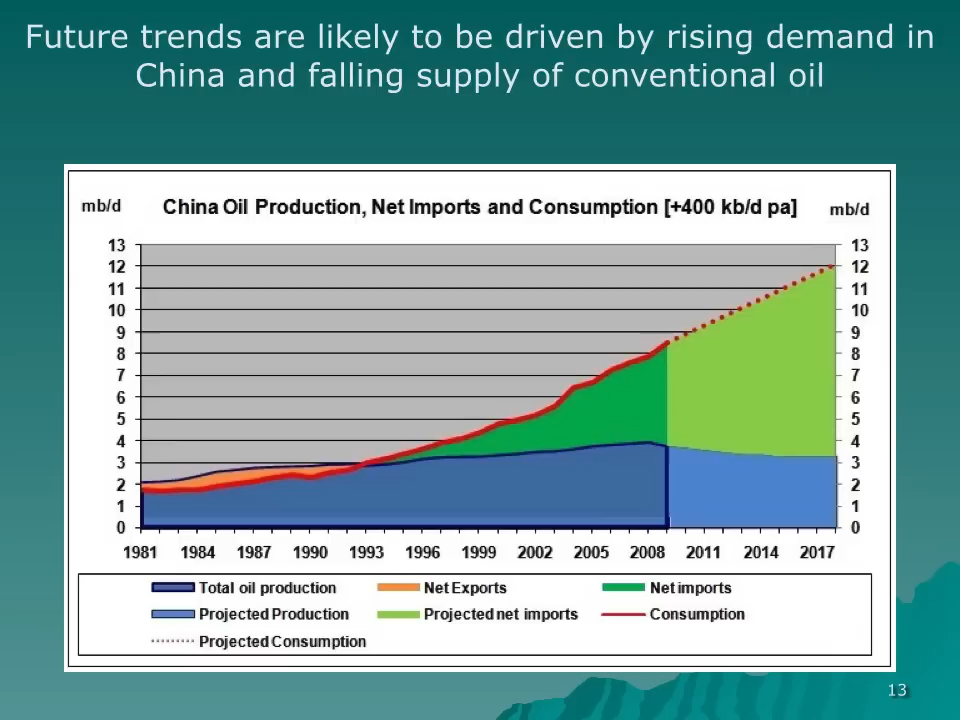 Future trends are likely to be driven by rising demand in
China and falling supply of conventional oil
mb/d China Oil Production, Net Imports and Consumption [+400 kb/d pa] mb/d
13 13
12 12
11 11
10 10
9 9
8 8
7 7
6 6
5 5
4 4
3 3
2 2
1 1
0 0
1981 1984 1987 1990 1993 1996 1999 2002 2005 2008 2011 2014 2017
Total oil production Net Exports Net imports
Projected Production Projected net imports Consumption
Projected Consumption
13